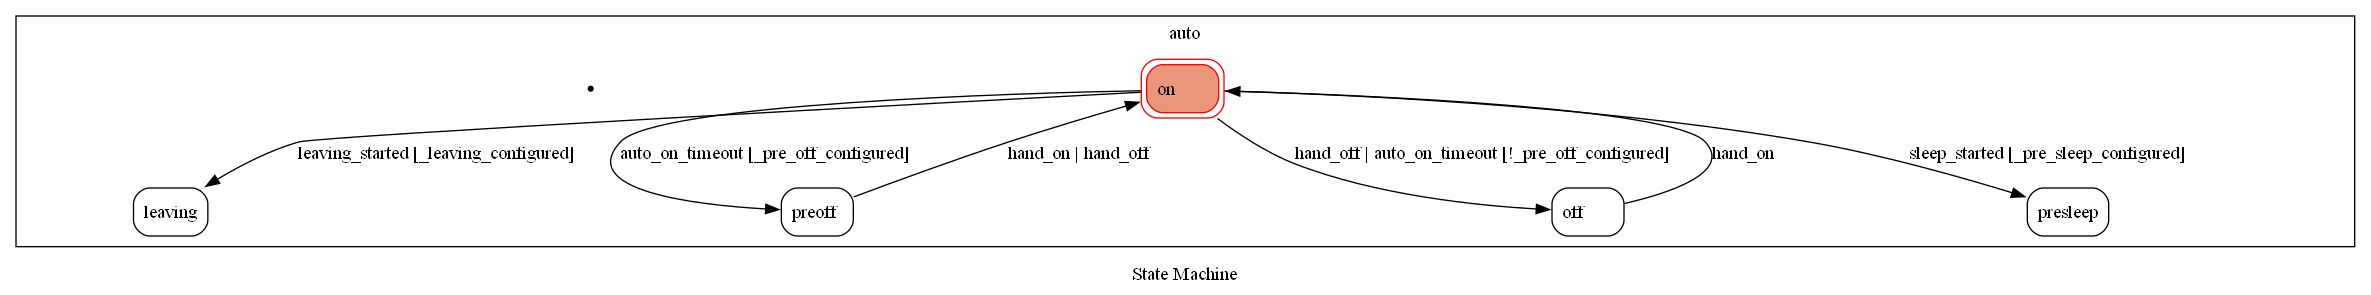 auto
on
leaving_started [_leaving_configured]
auto_on_timeout [_pre_off_configured]
hand_on | hand_off
hand_off | auto_on_timeout [!_pre_off_configured]
hand_on
sleep_started [_pre_sleep_configured]
leaving
preoff
off
presleep
State Machine